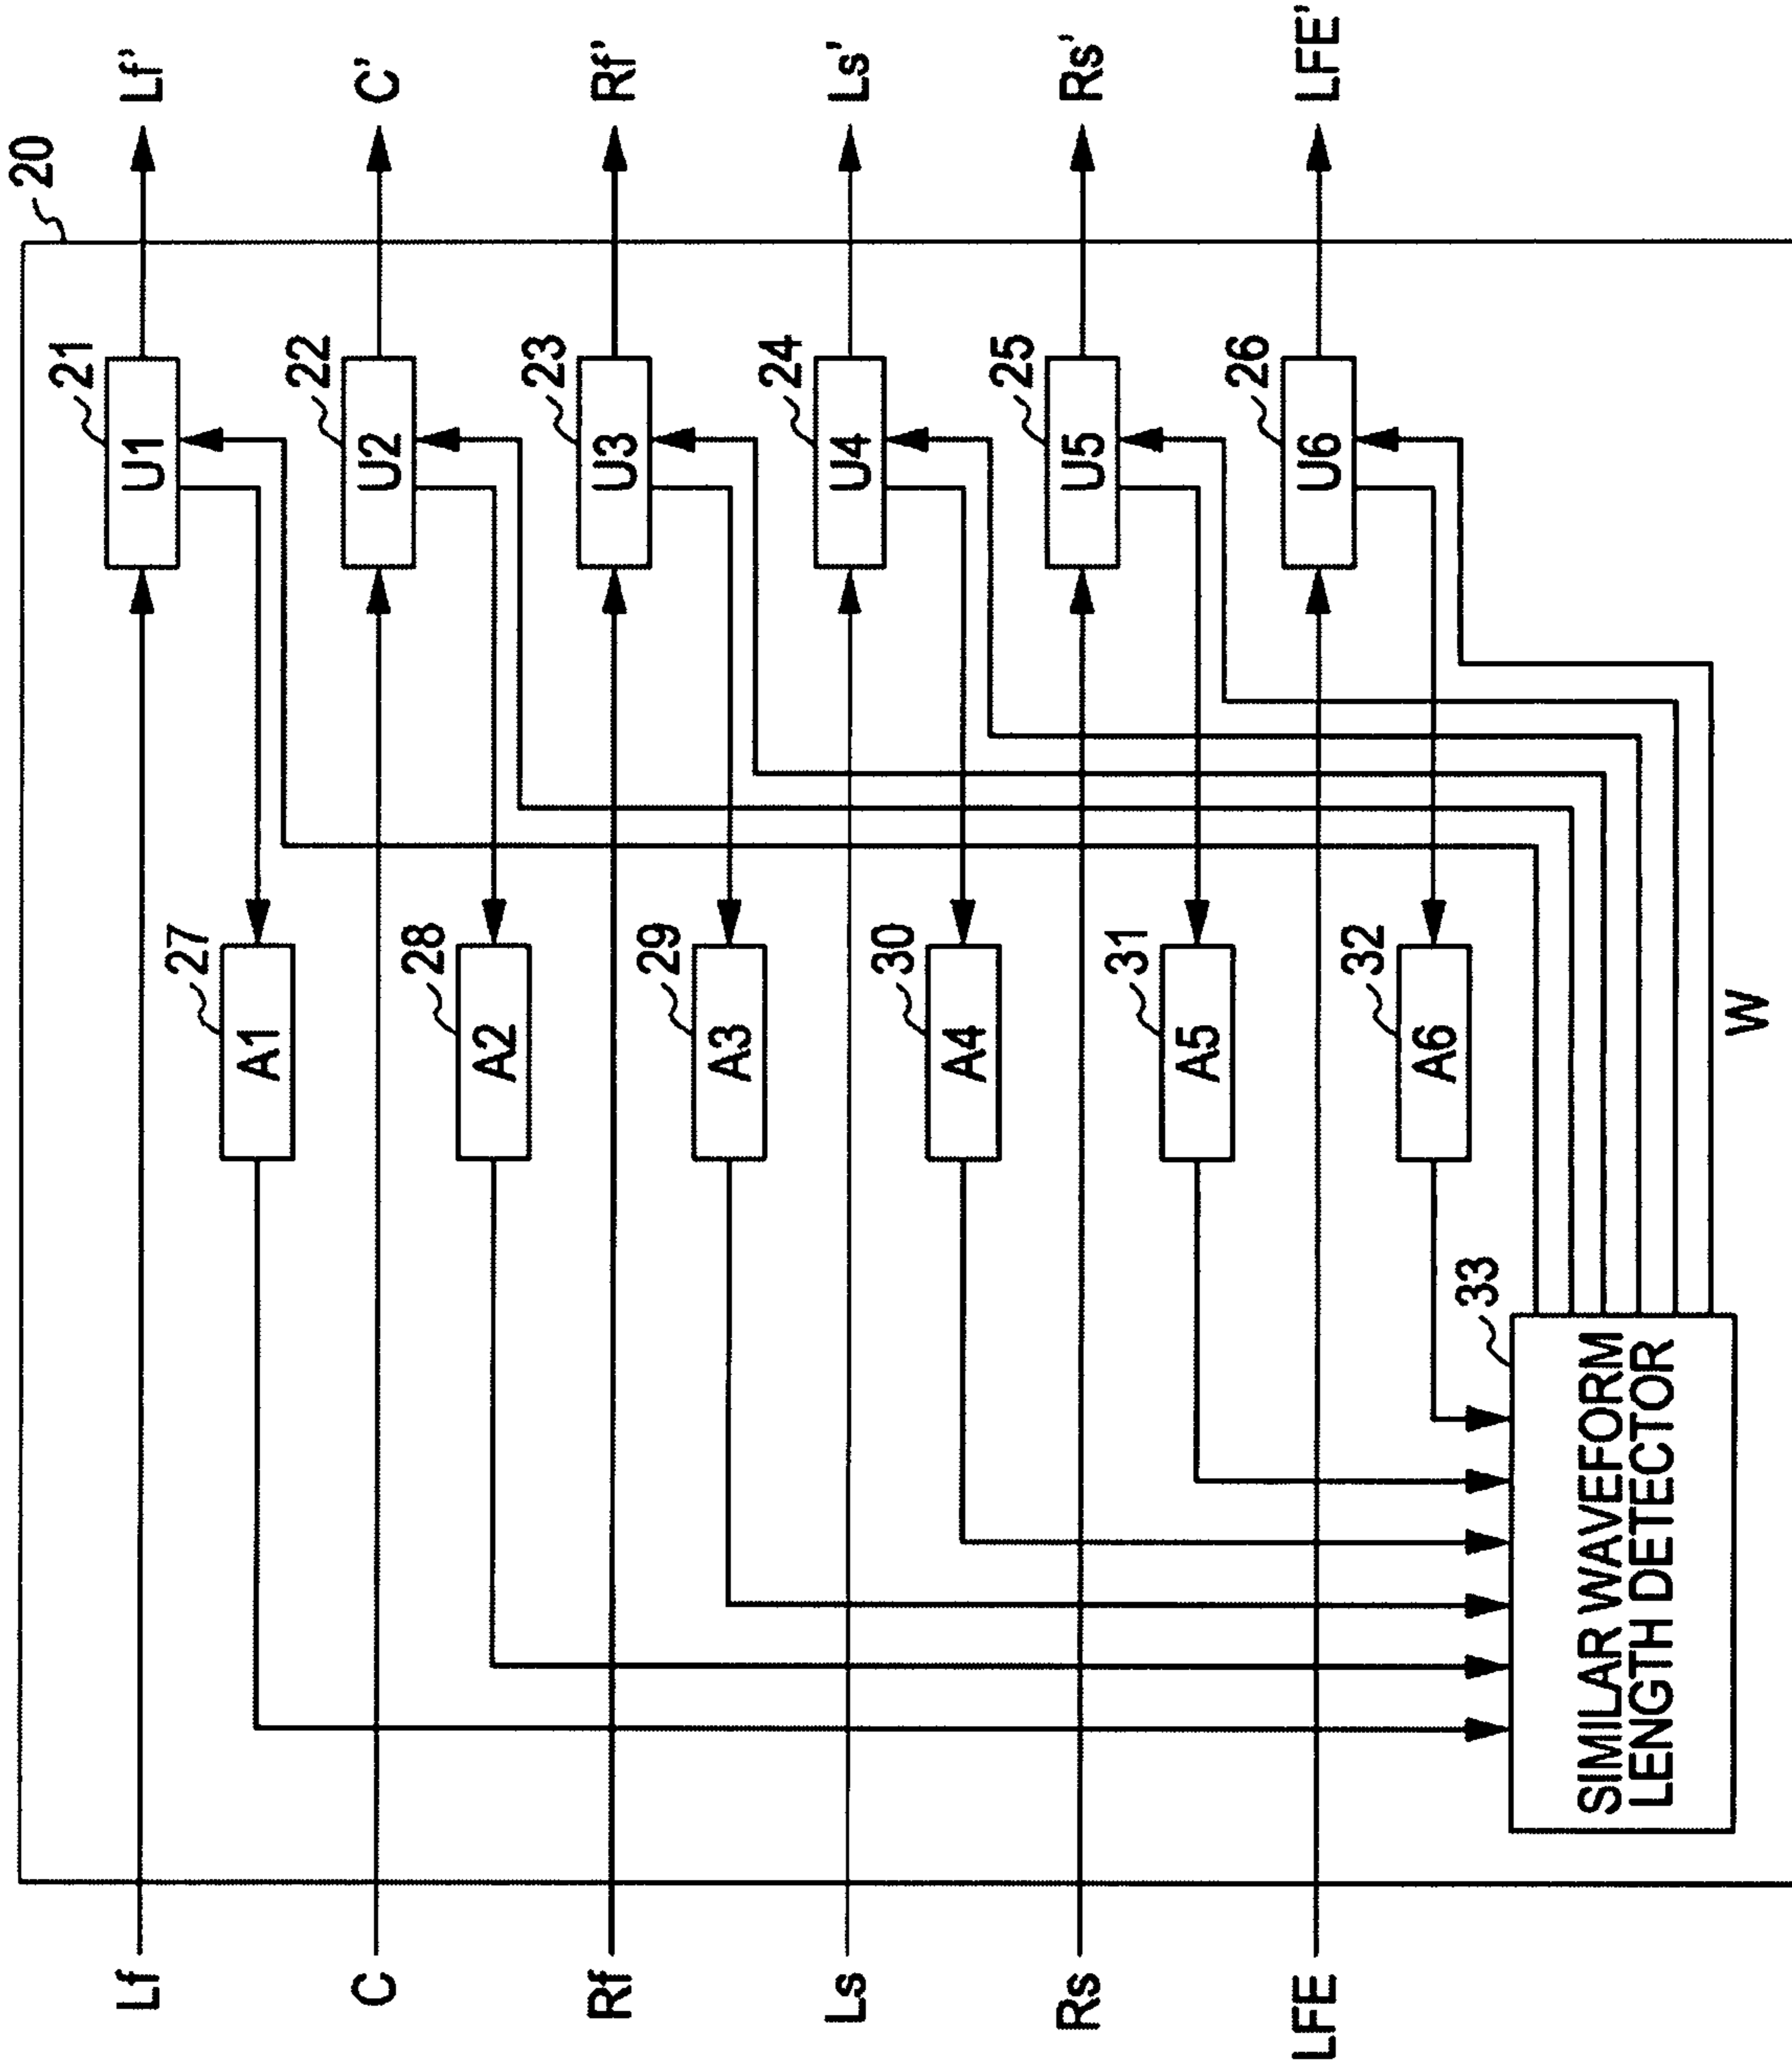 20
Lf
21
U1
Lf'
27
A1
C
22
U2
C'
28
A2
Rf
23
U3
Rf'
29
A3
Ls
24
U4
Ls'
30
A4
Rs
25
U5
Rs'
31
A5
LFE
26
U6
LFE'
32
A6
33
SIMILAR WAVEFORM
LENGTH DETECTOR
W